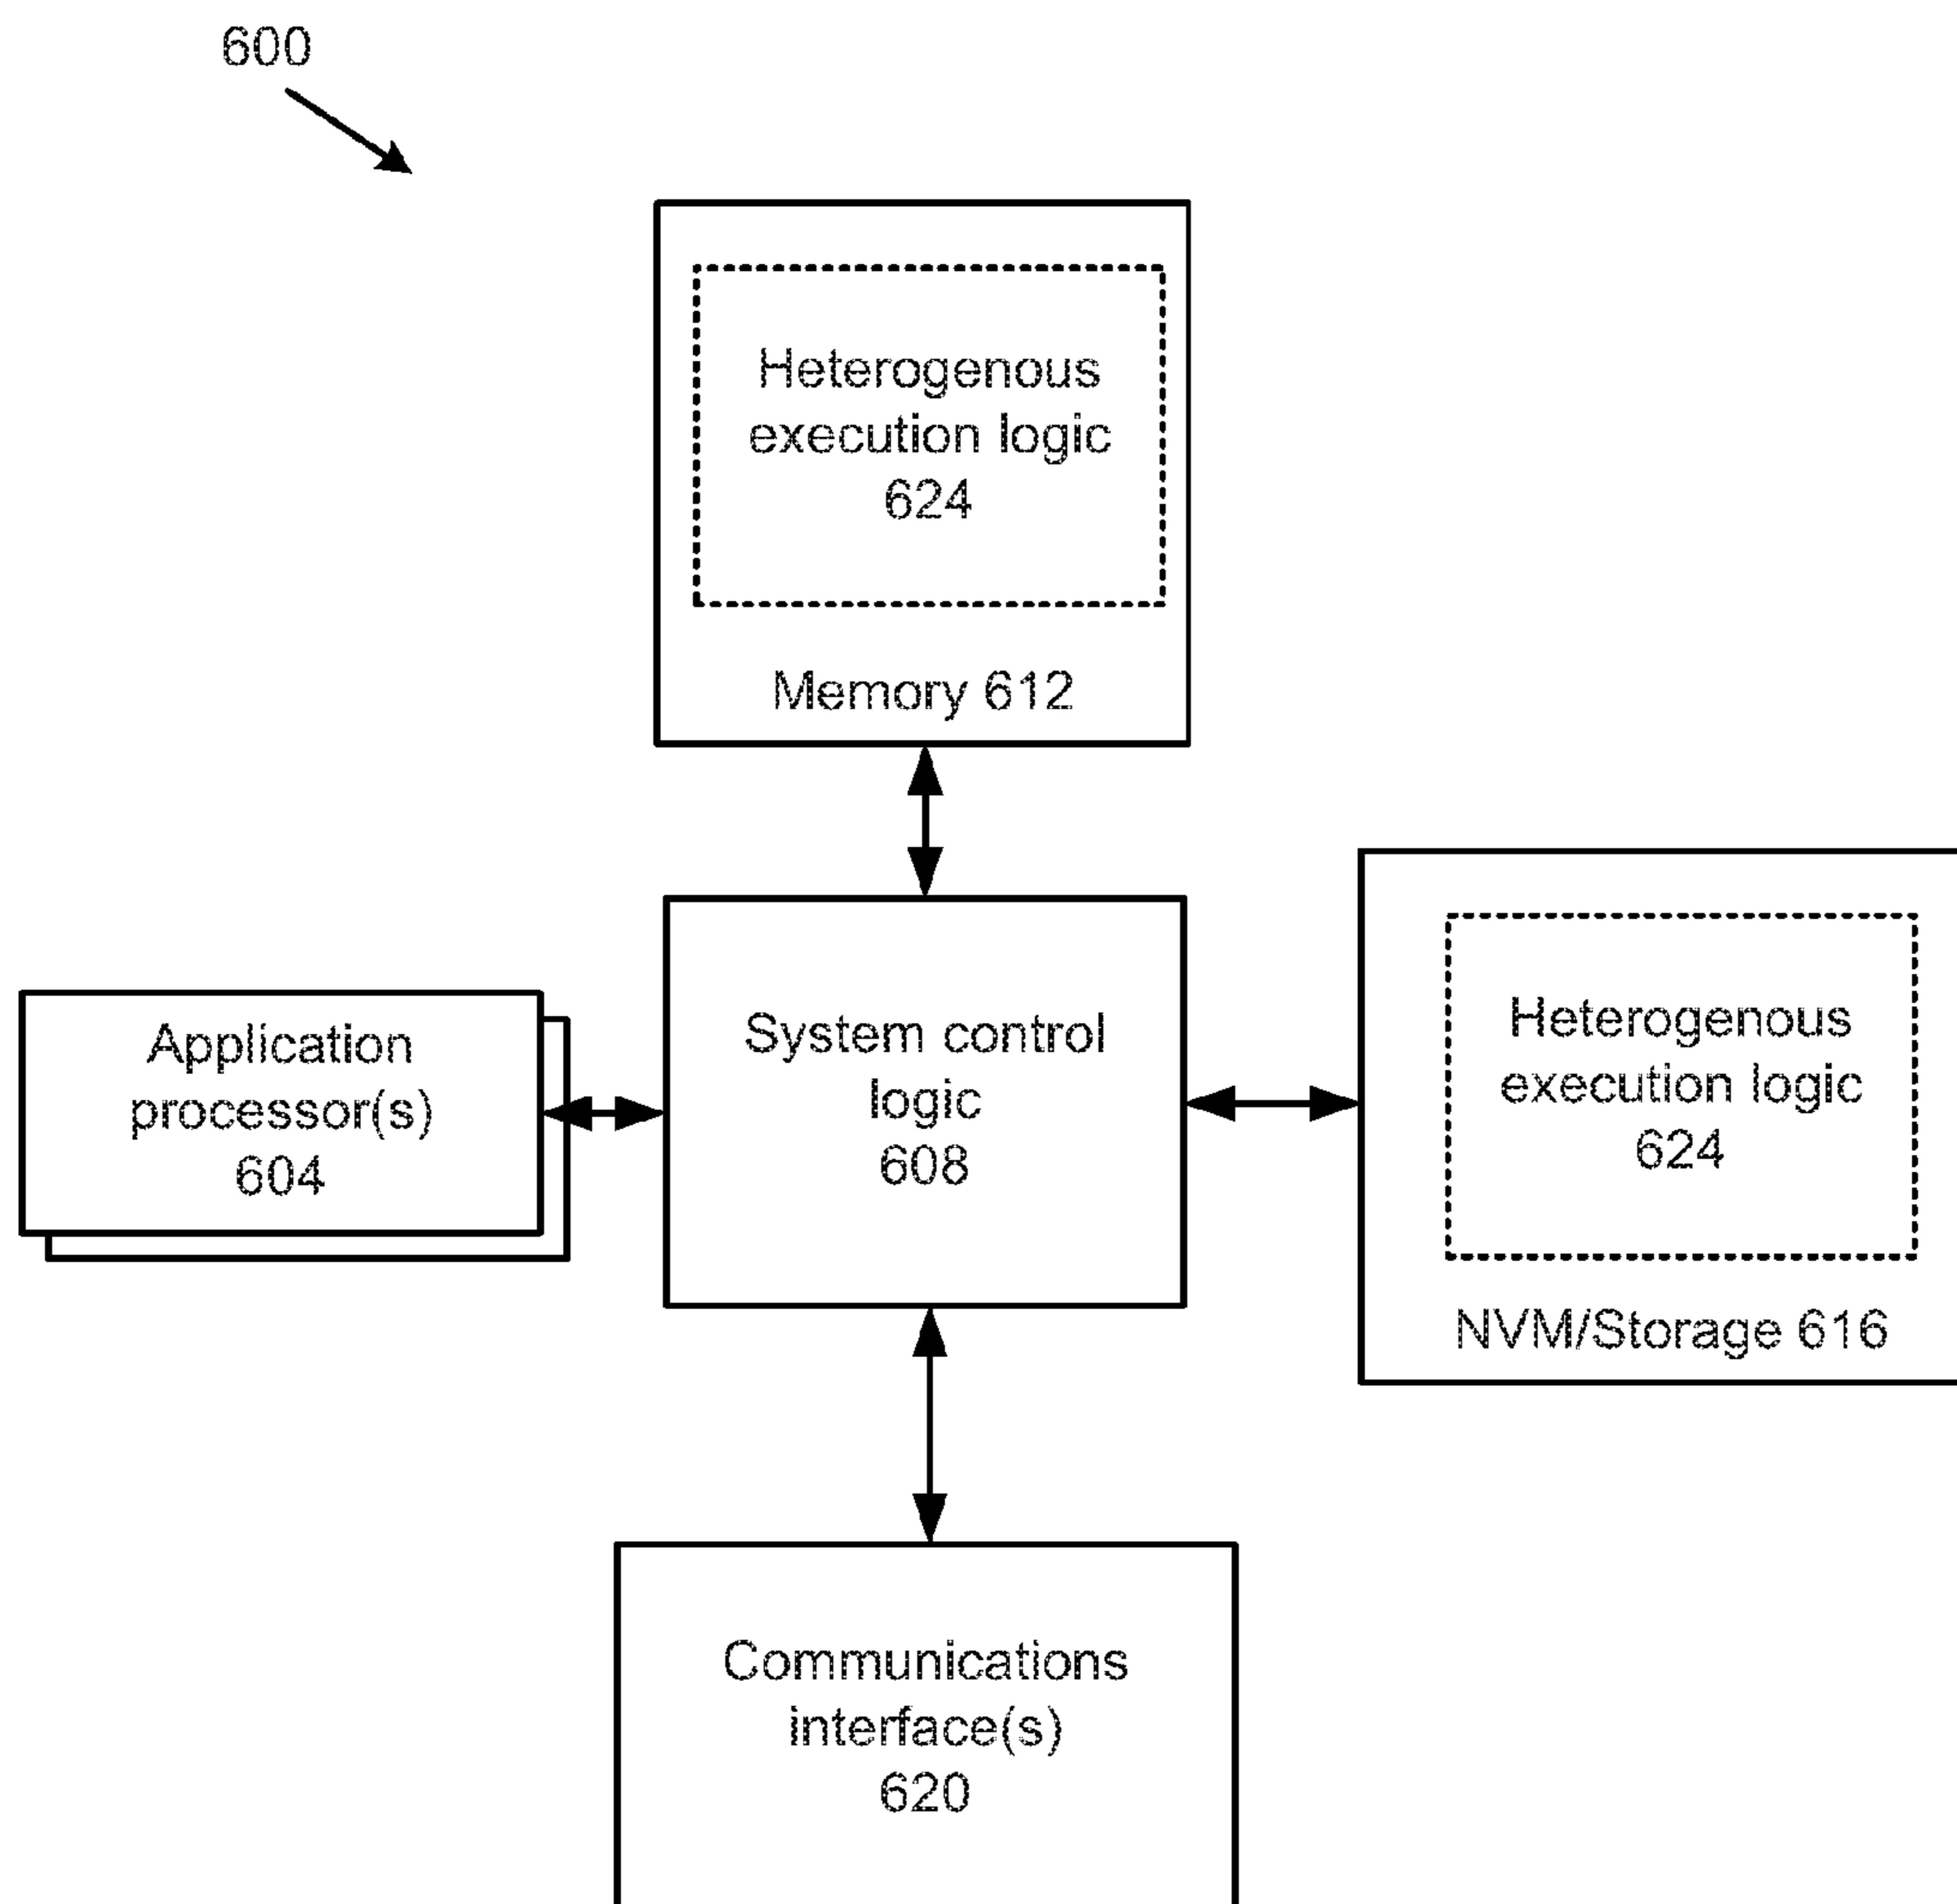 600
Heterogenous
execution logic
624
Memory 612
Application
processor(s)
604
System control
logic
608
Heterogenous
execution logic
624
NVM/Storage 616
Communications
interface(s)
620